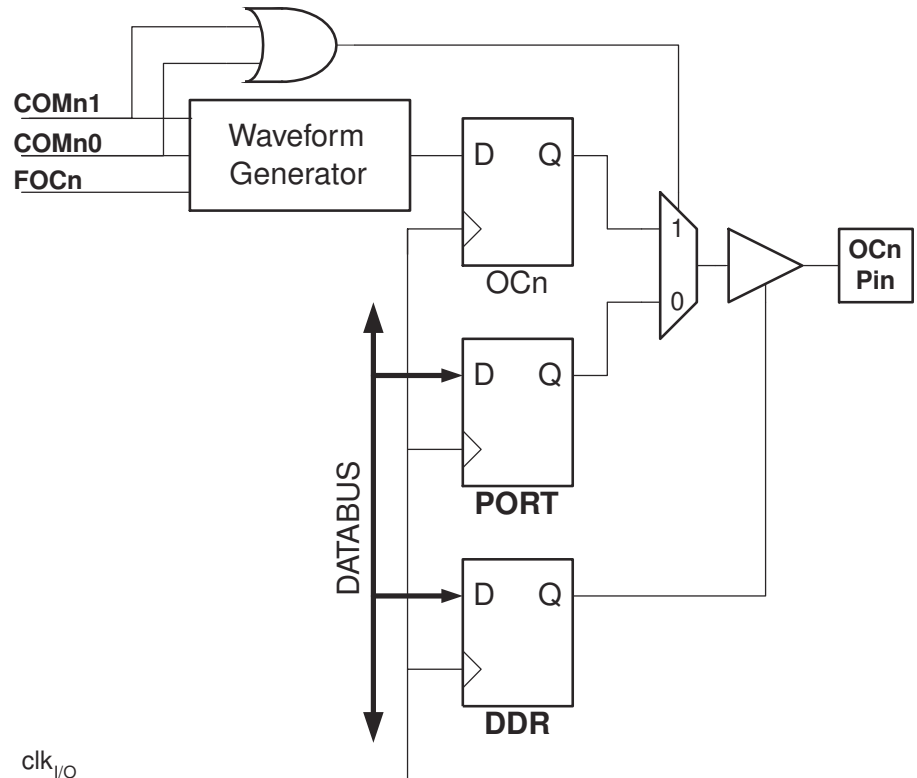 COMn1
COMn0
FOCn
Waveform
Generator
D Q
OCn
1
0
OCn
Pin
D Q
PORT
DATABUS
D Q
DDR
clkI/O